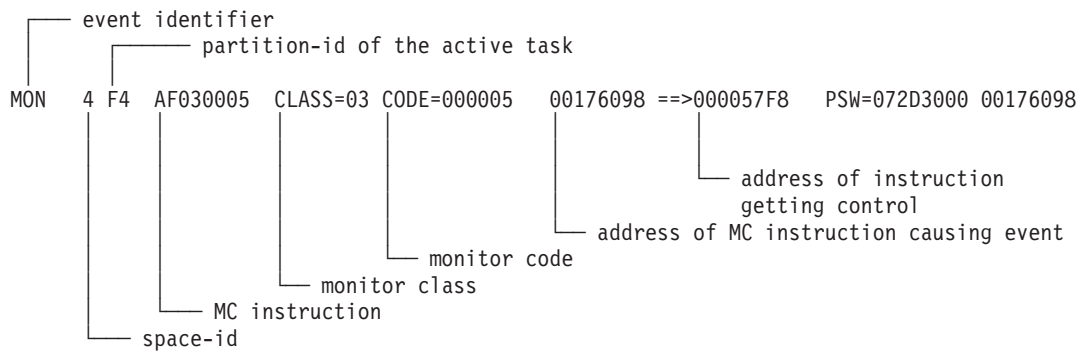 event identifier
partition-id of the active task
MON 4 F4 AF030005 CLASS=03 CODE=000005 00176098 ==>000057F8 PSW=072D3000 00176098
address of instruction
getting control
address of MC instruction causing event
monitor code
monitor class
MC instruction
space-id